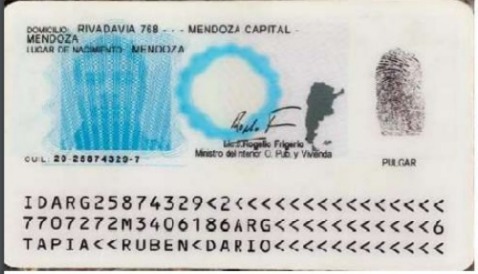 DOMICILIO: RIVADAVIA 768 - - - MENDOZA CAPITAL -
MENDOZA
LUGAR DE NACIMIENTO: MENDOZA
Rogelio Frigerio
Ministro del Interior O. Pub. y Vivienda
CUIL: 20-25874329-7
PULGAR
IDARG25874329<2<<<<<<<<<<<<<<<
7707272M3406186ARG<<<<<<<<<<<6
TAPIA<<RUBEN<DARIO<<<<<<<<<<<<